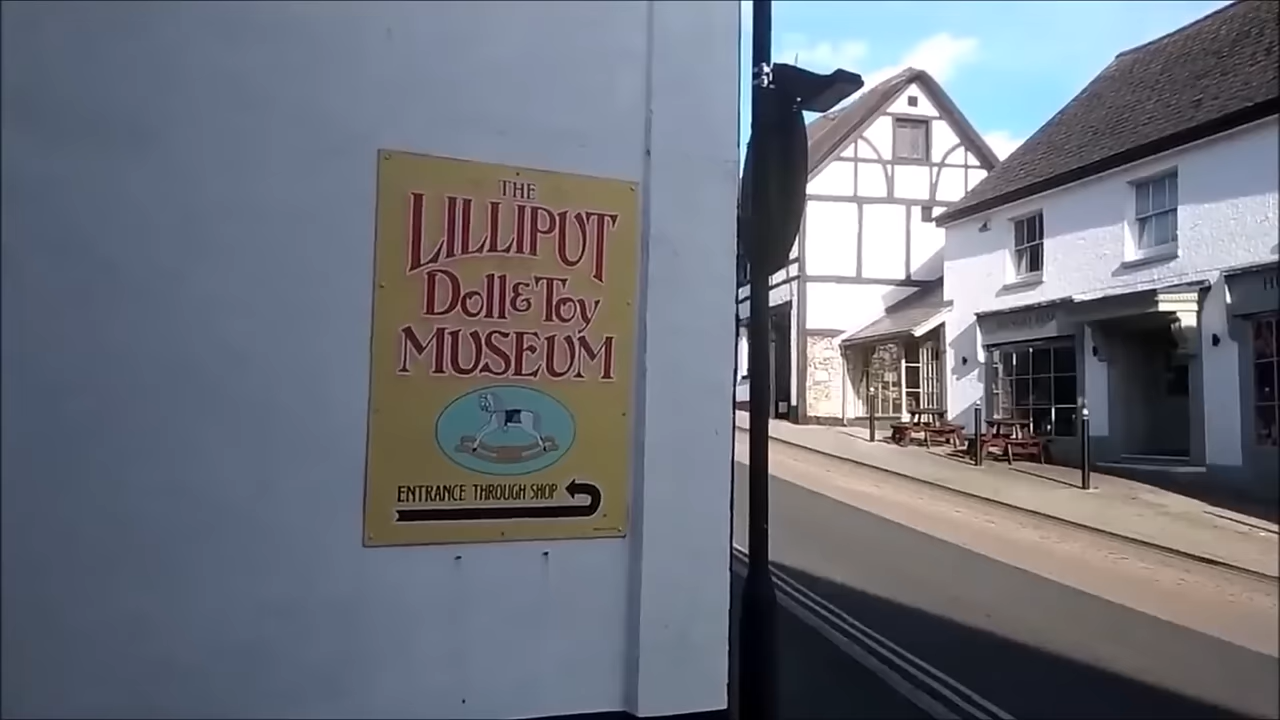 THE
LILLIPUT
Doll & Toy
MUSEUM
ENTRANCE THROUGH SHOP